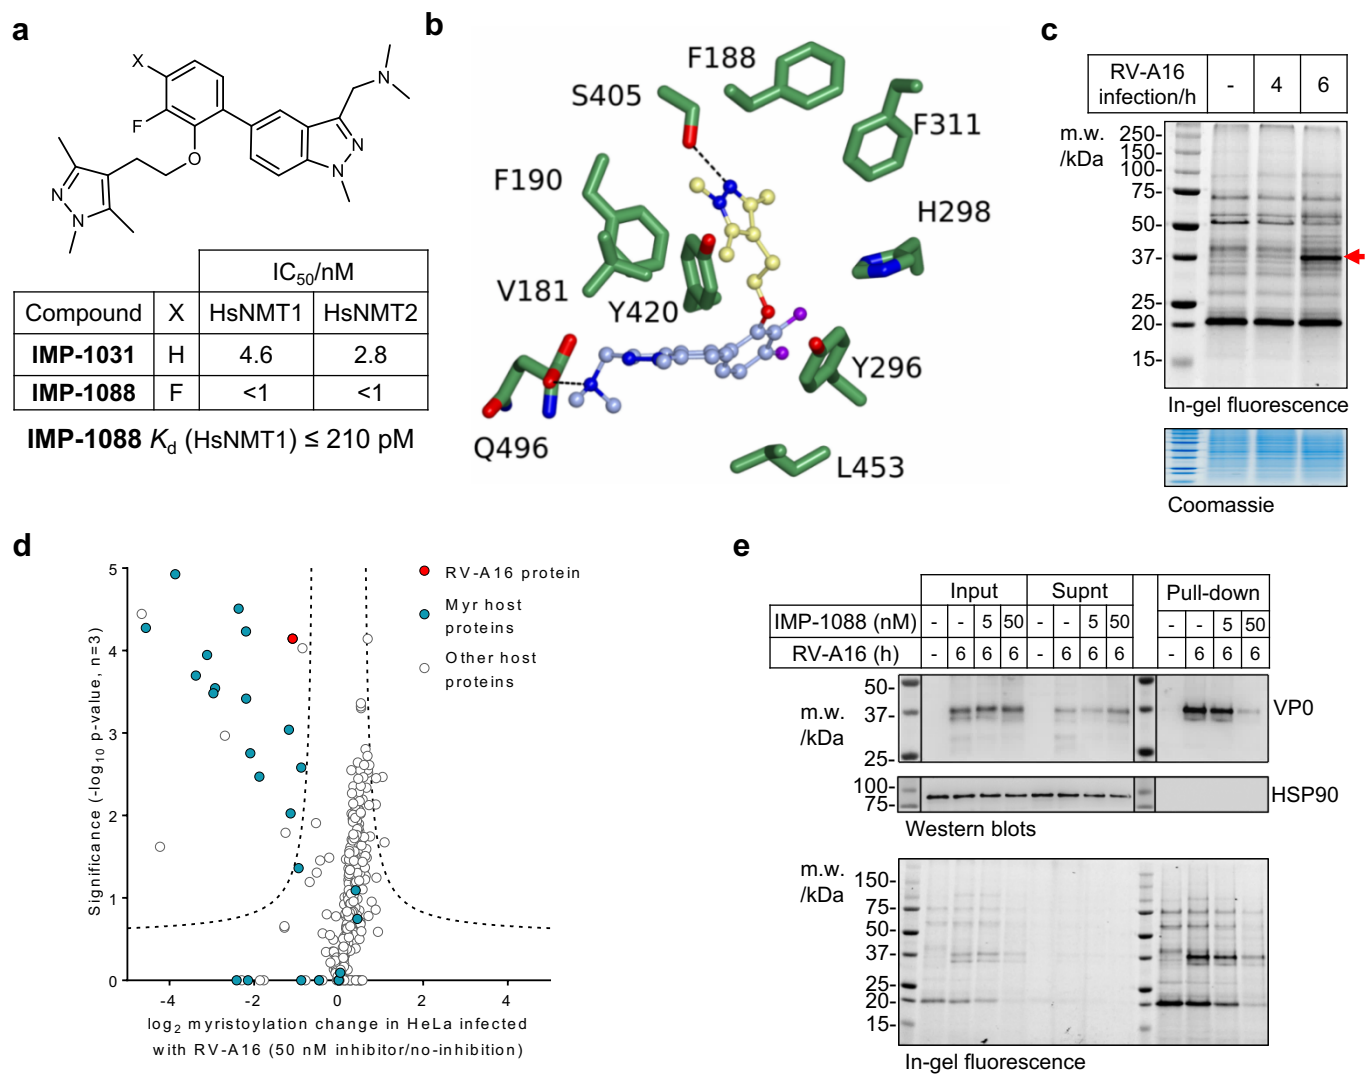 a
X
F
O
N
N
N
N
N
IC50/nM
Compound X HsNMT1 HsNMT2
IMP-1031 H 4.6 2.8
IMP-1088 F <1 <1
IMP-1088 Kd (HsNMT1) ≤ 210 pM
b
F188
S405
F311
F190
H298
V181
Y420
Y296
Q496
L453
c
RV-A16 infection/h - 4 6
m.w. /kDa
250-
150-
100-
75-
50-
37-
25-
20-
15-
In-gel fluorescence
Coomassie
d
Significance (-log10 p-value, n=3)
5
4
3
2
1
0
-4 -2 0 2 4
log2 myristoylation change in HeLa infected
with RV-A16 (50 nM inhibitor/no-inhibition)
RV-A16 protein
Myr host
proteins
Other host
proteins
e
Input Supnt Pull-down
IMP-1088 (nM) - - 5 50 - - 5 50 - - 5 50
RV-A16 (h) - 6 6 6 - 6 6 6 - 6 6 6
m.w. /kDa
50-
37-
25-
VP0
100-
75-
HSP90
Western blots
m.w. /kDa
150-
75-
50-
37-
25-
20-
15-
In-gel fluorescence